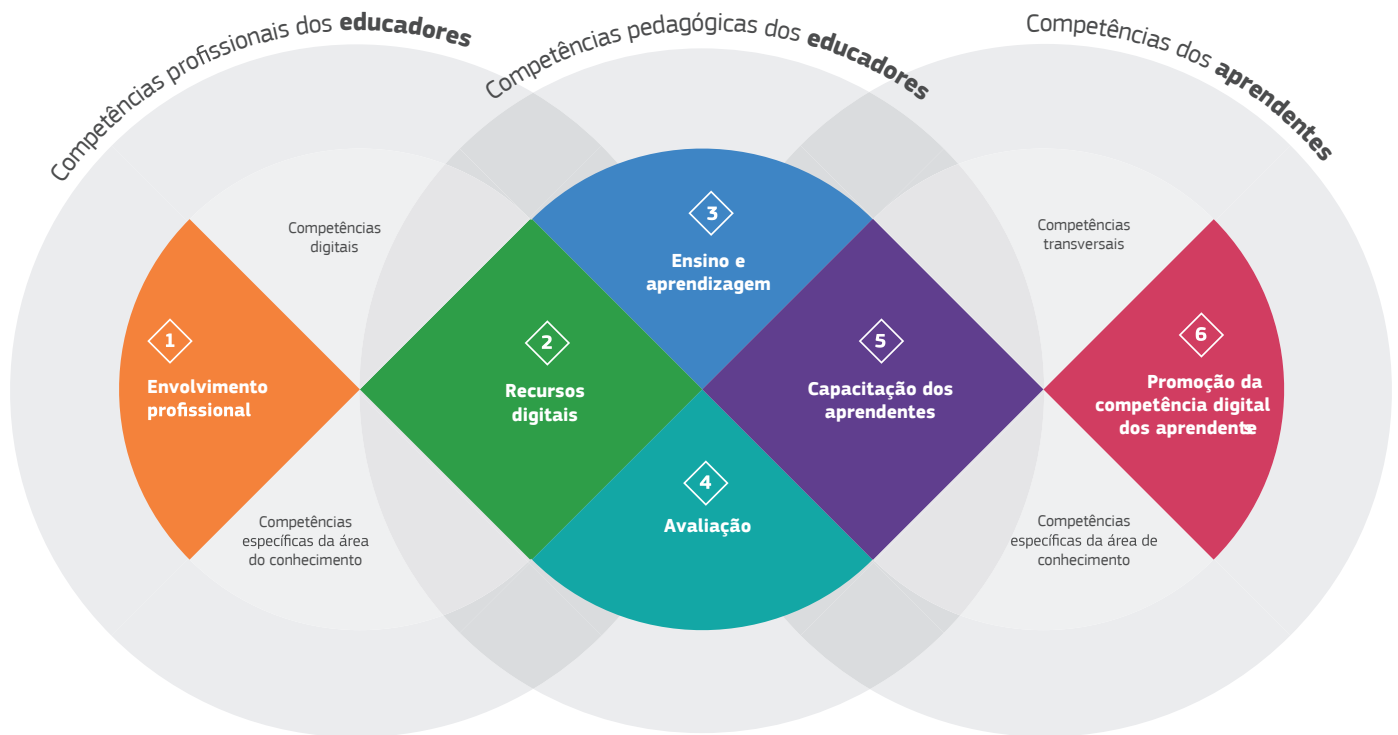 Competências profissionais dos educadores
Competências pedagógicas dos educadores
Competências dos aprendentes
Competências
digitais
Competências
transversais
1
Envolvimento
profissional
2
Recursos
digitais
3
Ensino e
aprendizagem
4
Avaliação
5
Capacitação dos
aprendentes
6
Promoção da
competência digital
dos aprendentes
Competências
específicas da área
do conhecimento
Competências
específicas da área de
conhecimento